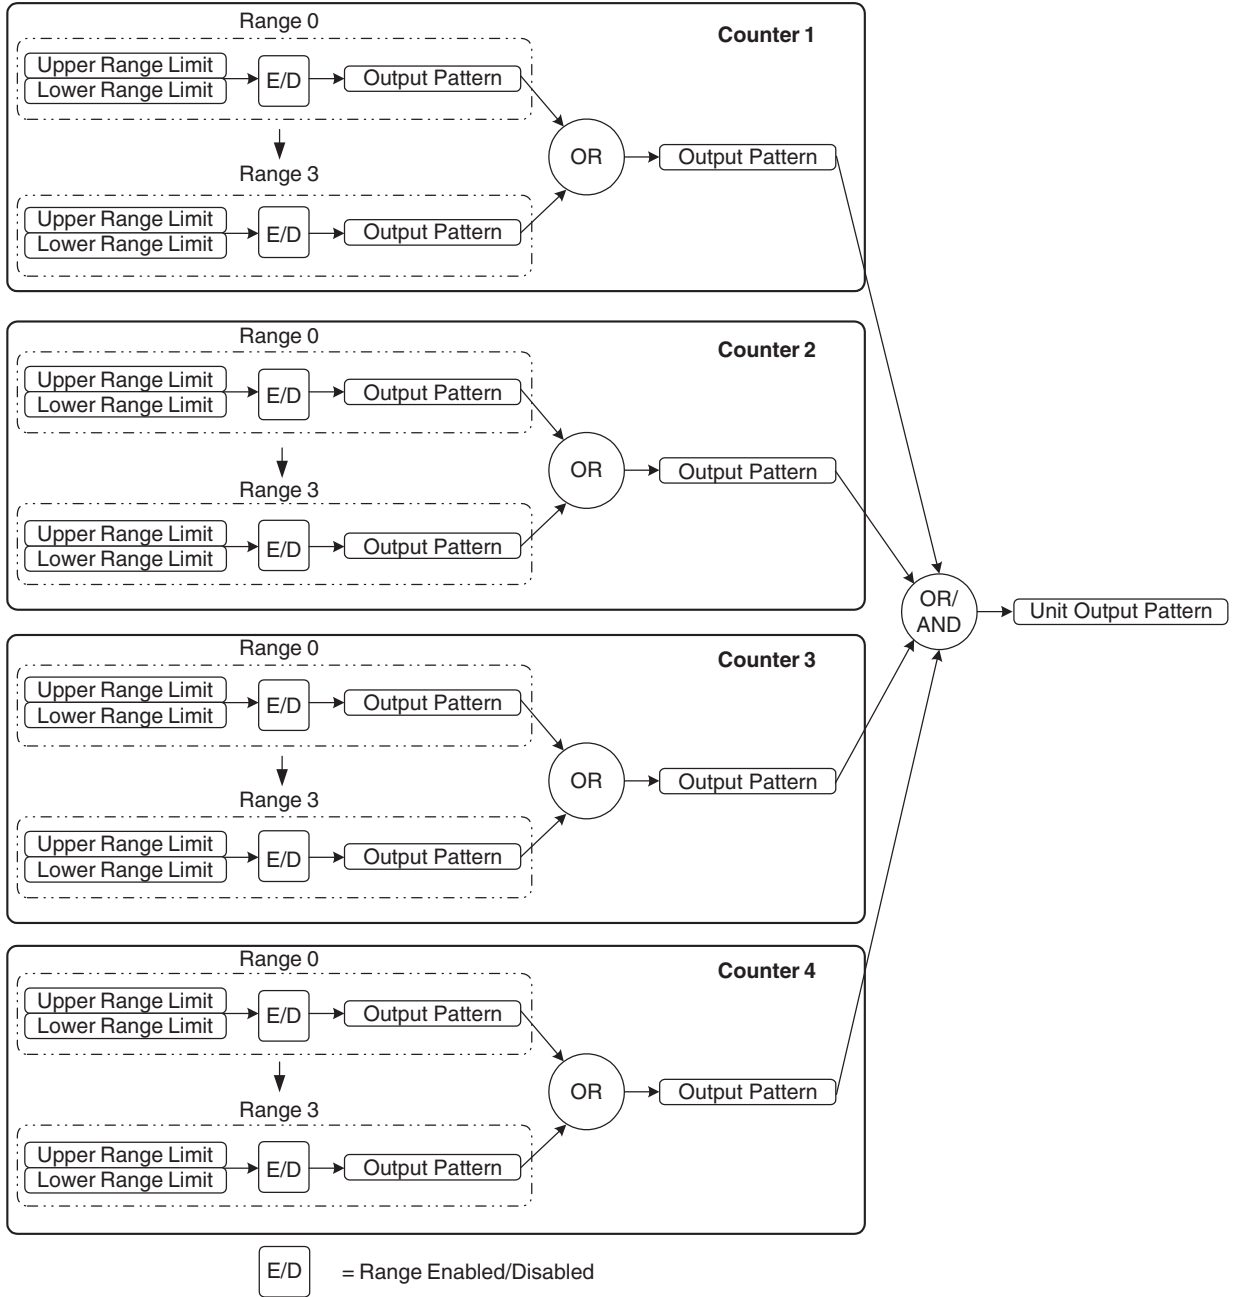 Range 0
Counter 1
Upper Range Limit
Lower Range Limit
E/D
Output Pattern
OR
Output Pattern
Range 3
Upper Range Limit
Lower Range Limit
E/D
Output Pattern
Range 0
Counter 2
Upper Range Limit
Lower Range Limit
E/D
Output Pattern
OR
Output Pattern
Range 3
Upper Range Limit
Lower Range Limit
E/D
Output Pattern
OR/
AND
Unit Output Pattern
Range 0
Counter 3
Upper Range Limit
Lower Range Limit
E/D
Output Pattern
OR
Output Pattern
Range 3
Upper Range Limit
Lower Range Limit
E/D
Output Pattern
Range 0
Counter 4
Upper Range Limit
Lower Range Limit
E/D
Output Pattern
OR
Output Pattern
Range 3
Upper Range Limit
Lower Range Limit
E/D
Output Pattern
E/D = Range Enabled/Disabled